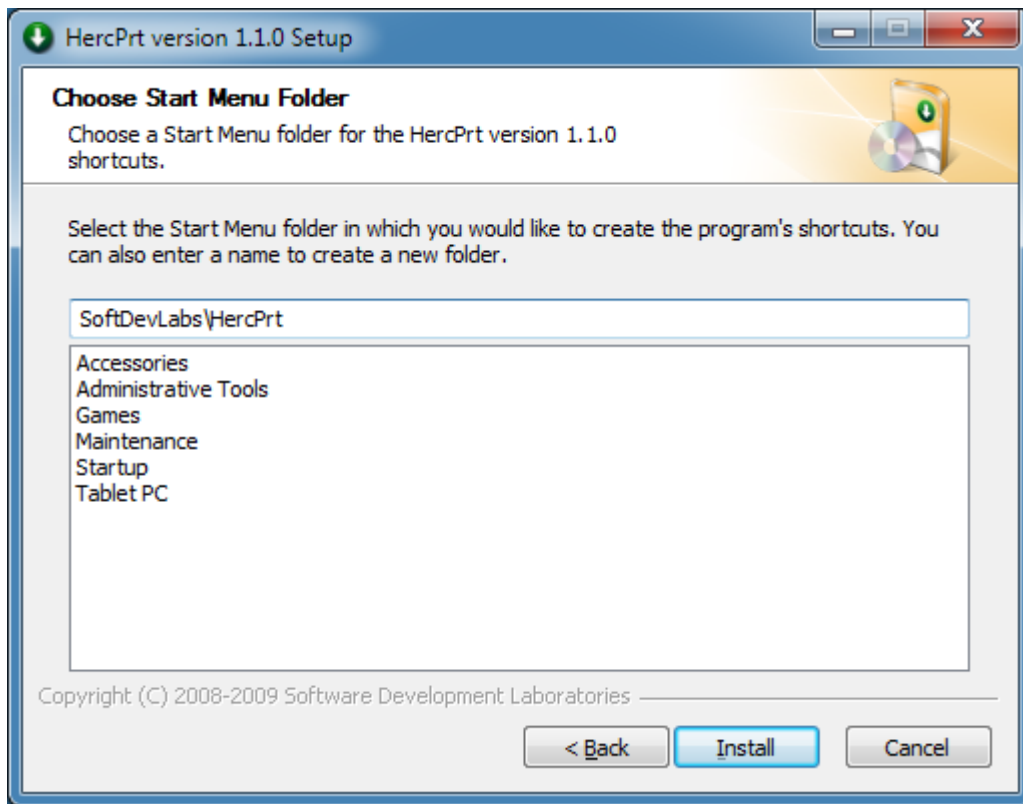 HercPrt version 1.1.0 Setup
Choose Start Menu Folder
Choose a Start Menu folder for the HercPrt version 1.1.0
shortcuts.
Select the Start Menu folder in which you would like to create the program's shortcuts. You
can also enter a name to create a new folder.
SoftDevLabs\HercPrt
Accessories
Administrative Tools
Games
Maintenance
Startup
Tablet PC
Copyright (C) 2008-2009 Software Development Laboratories
< Back
Install
Cancel